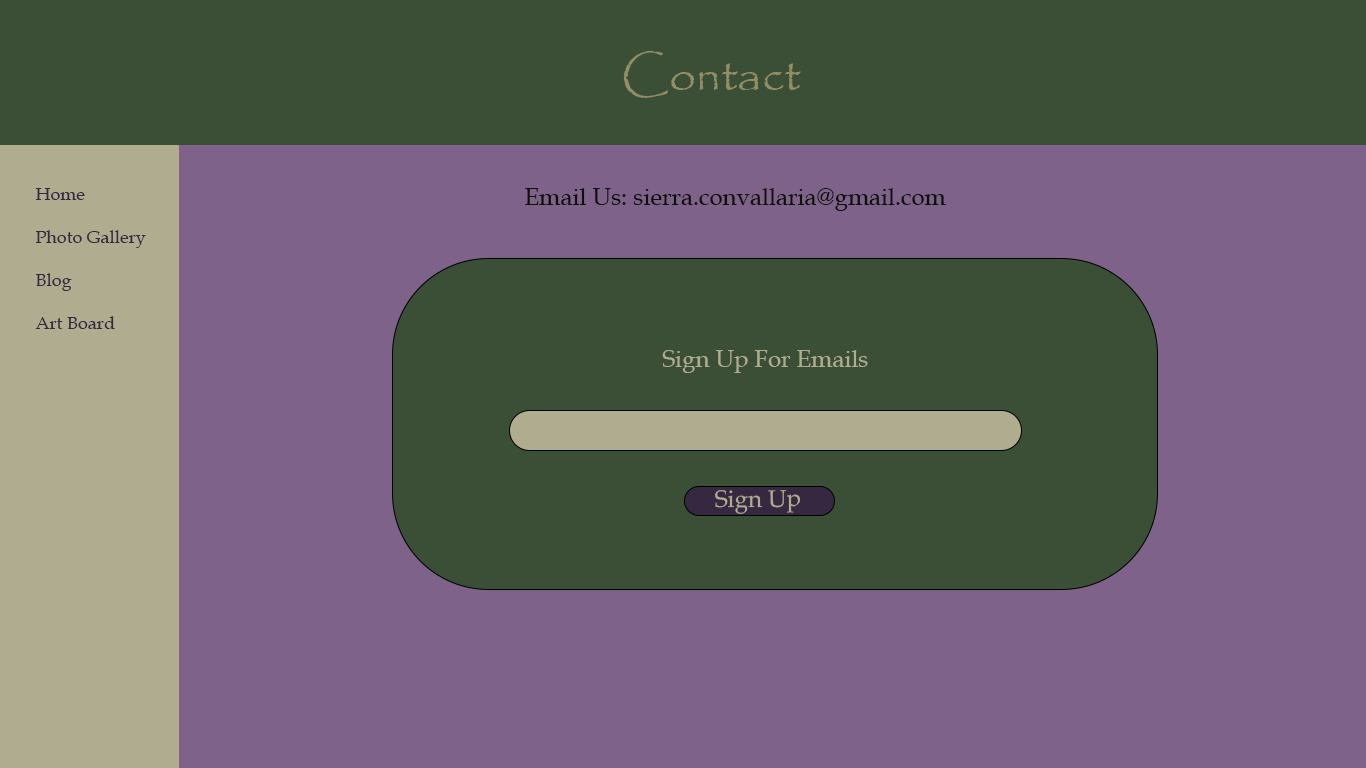 Contact
Home
Photo Gallery
Blog
Art Board
Email Us: sierra.convallaria@gmail.com
Sign Up For Emails
Sign Up